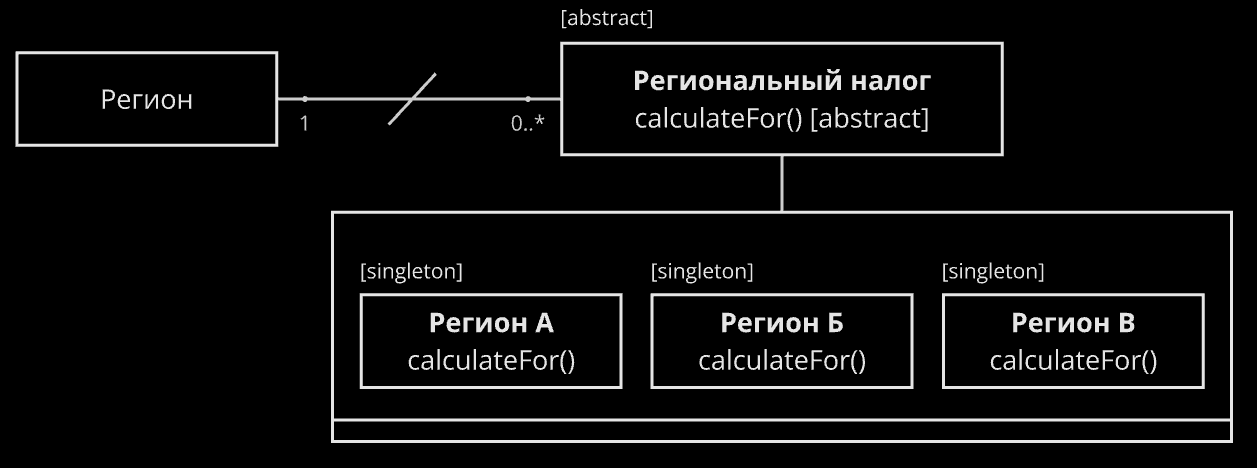 [abstract]
Регион
Региональный налог
calculateFor() [abstract]
1
0..*
[singleton]
Регион А
calculateFor()
[singleton]
Регион Б
calculateFor()
[singleton]
Регион В
calculateFor()